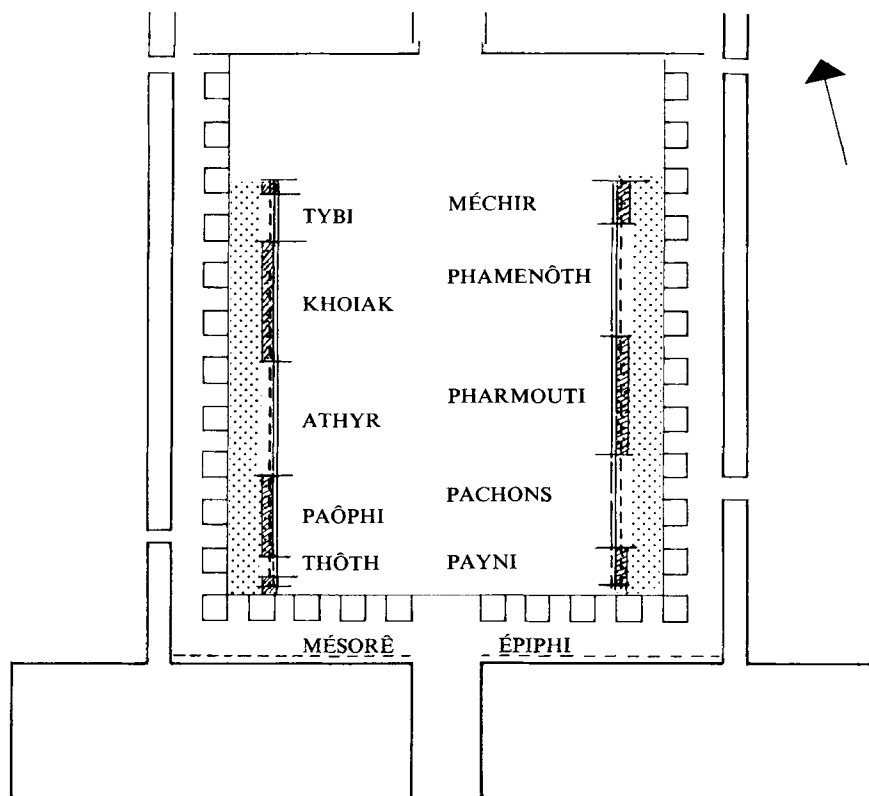 TYBI
MÉCHIR
KHOIAK
PHAMENÔTH
ATHYR
PHARMOUTI
PAÔPHI
PACHONS
THÔTH
PAYNI
MÉSORÊ
ÉPIPHI